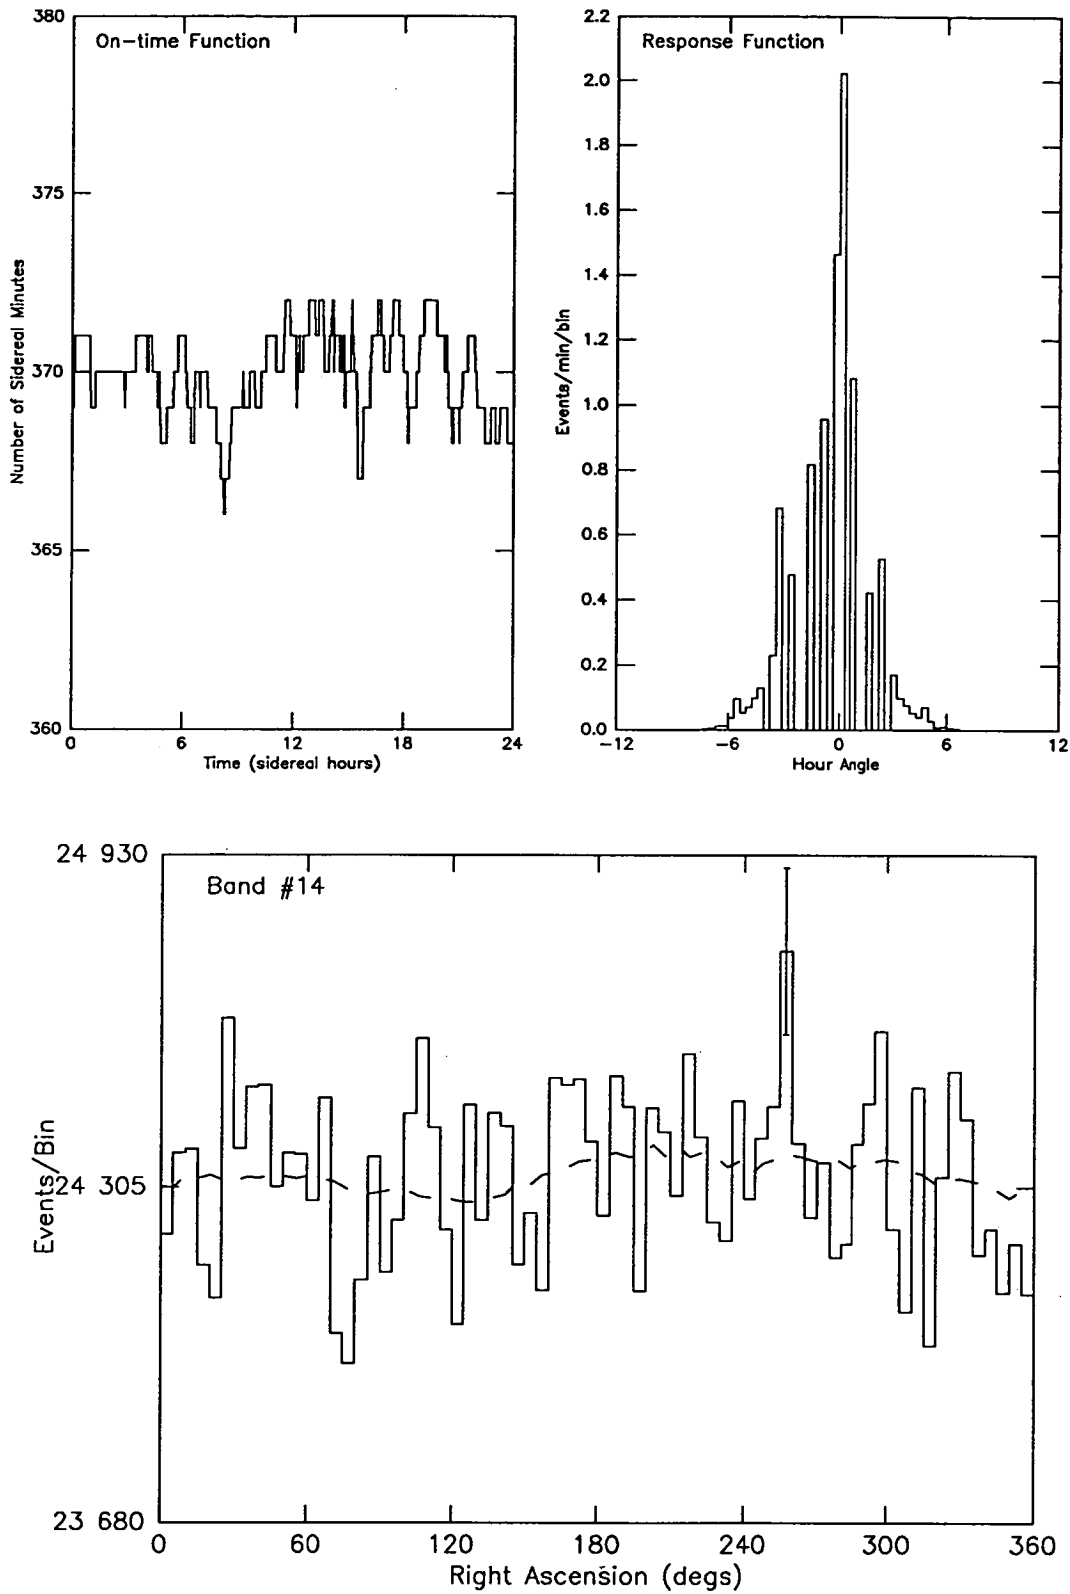 On-time Function
380
375
370
365
360
Number of Sidereal Minutes
0 6 12 18 24
Time (sidereal hours)
Response Function
2.2
2.0
1.8
1.6
1.4
1.2
1.0
0.8
0.6
0.4
0.2
0.0
Events/min/bin
-12 -6 0 6 12
Hour Angle
Band #14
24 930
24 305
23 680
Events/Bin
0 60 120 180 240 300 360
Right Ascension (degs)